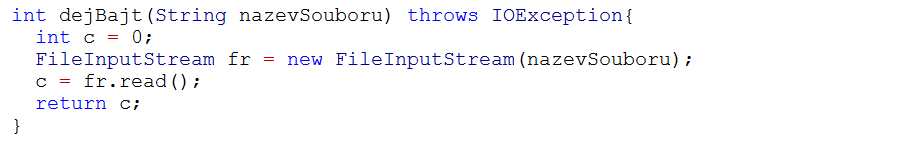 int dejBajt(String nazevSouboru) throws IOException{
  int c = 0;
  FileInputStream fr = new FileInputStream(nazevSouboru);
  c = fr.read();
  return c;
}